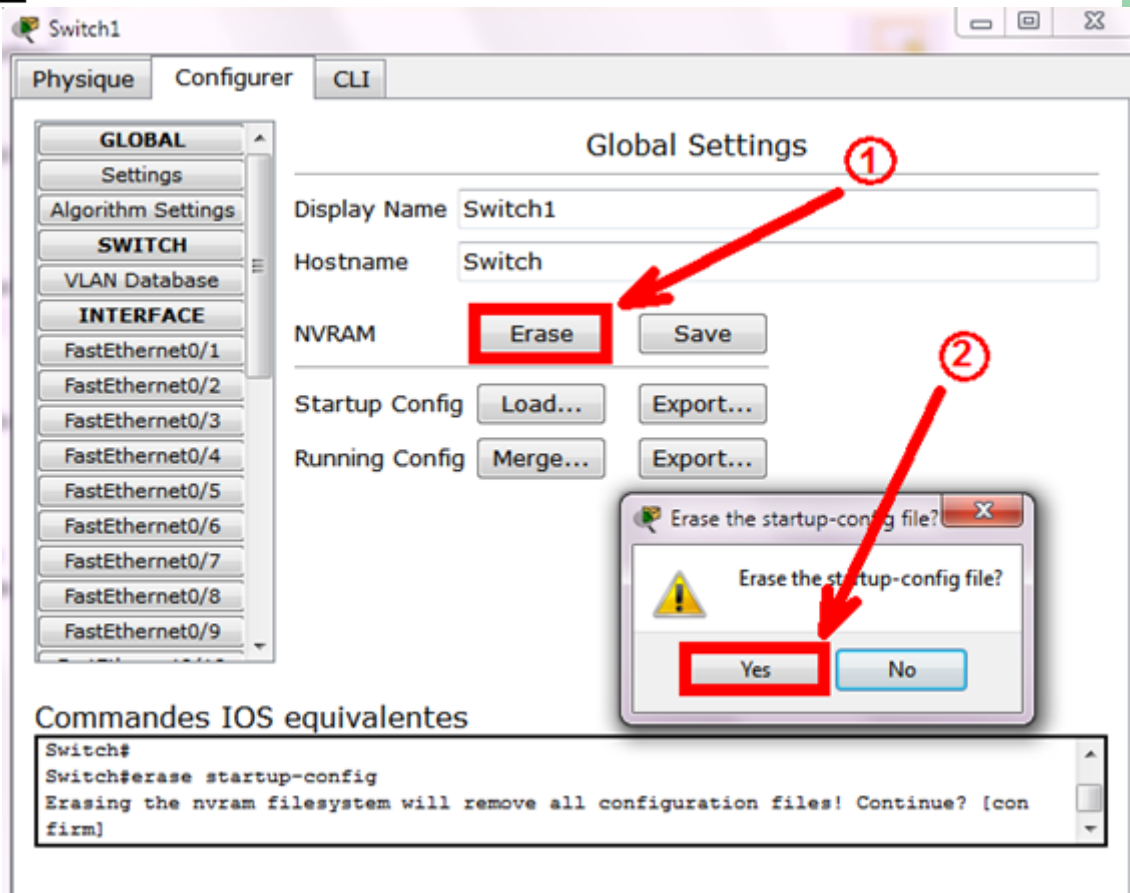 Switch1
Physique Configurer CLI
GLOBAL
Settings
Algorithm Settings
SWITCH
VLAN Database
INTERFACE
FastEthernet0/1
FastEthernet0/2
FastEthernet0/3
FastEthernet0/4
FastEthernet0/5
FastEthernet0/6
FastEthernet0/7
FastEthernet0/8
FastEthernet0/9
Global Settings
1
Display Name Switch1
Hostname Switch
NVRAM Erase Save
2
Startup Config Load... Export...
Running Config Merge... Export...
Erase the startup-config file?
Erase the startup-config file?
Yes No
Commandes IOS equivalentes
Switch#
Switch#erase startup-config
Erasing the nvram filesystem will remove all configuration files! Continue? [con
firm]